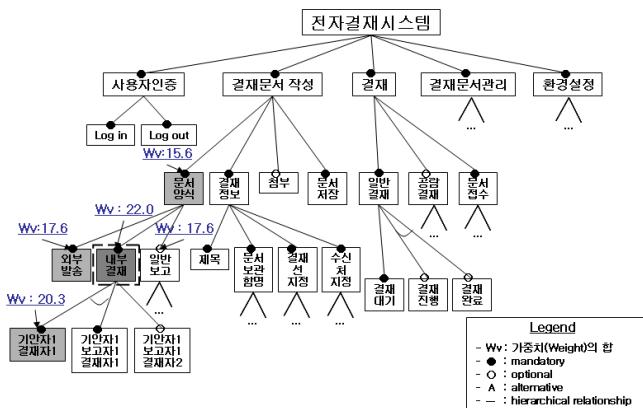 전자결재시스템
사용자인증
결재문서 작성
결재
결재문서관리
환경설정
...
...
Log in
Log out
Wv:15.6
문서
양식
결재
정보
첨부
문서
저장
일반
결재
공람
결재
문서
접수
...
...
Wv : 22.0
Wv:17.6
Wv : 17.6
외부
발송
내부
결재
일반
보고
제목
문서
보관
함명
결재
선
지정
수신
처
지정
결재
대기
결재
진행
결재
완료
...
...
...
...
Wv : 20.3
기안자1
결재자1
기안자1
보고자1
결재자1
기안자1
보고자1
결재자2
Legend
- Wv: 가중치(Weight)의 합
- ● : mandatory
- ○ : optional
- ∧ : alternative
- ― : hierarchical relationship